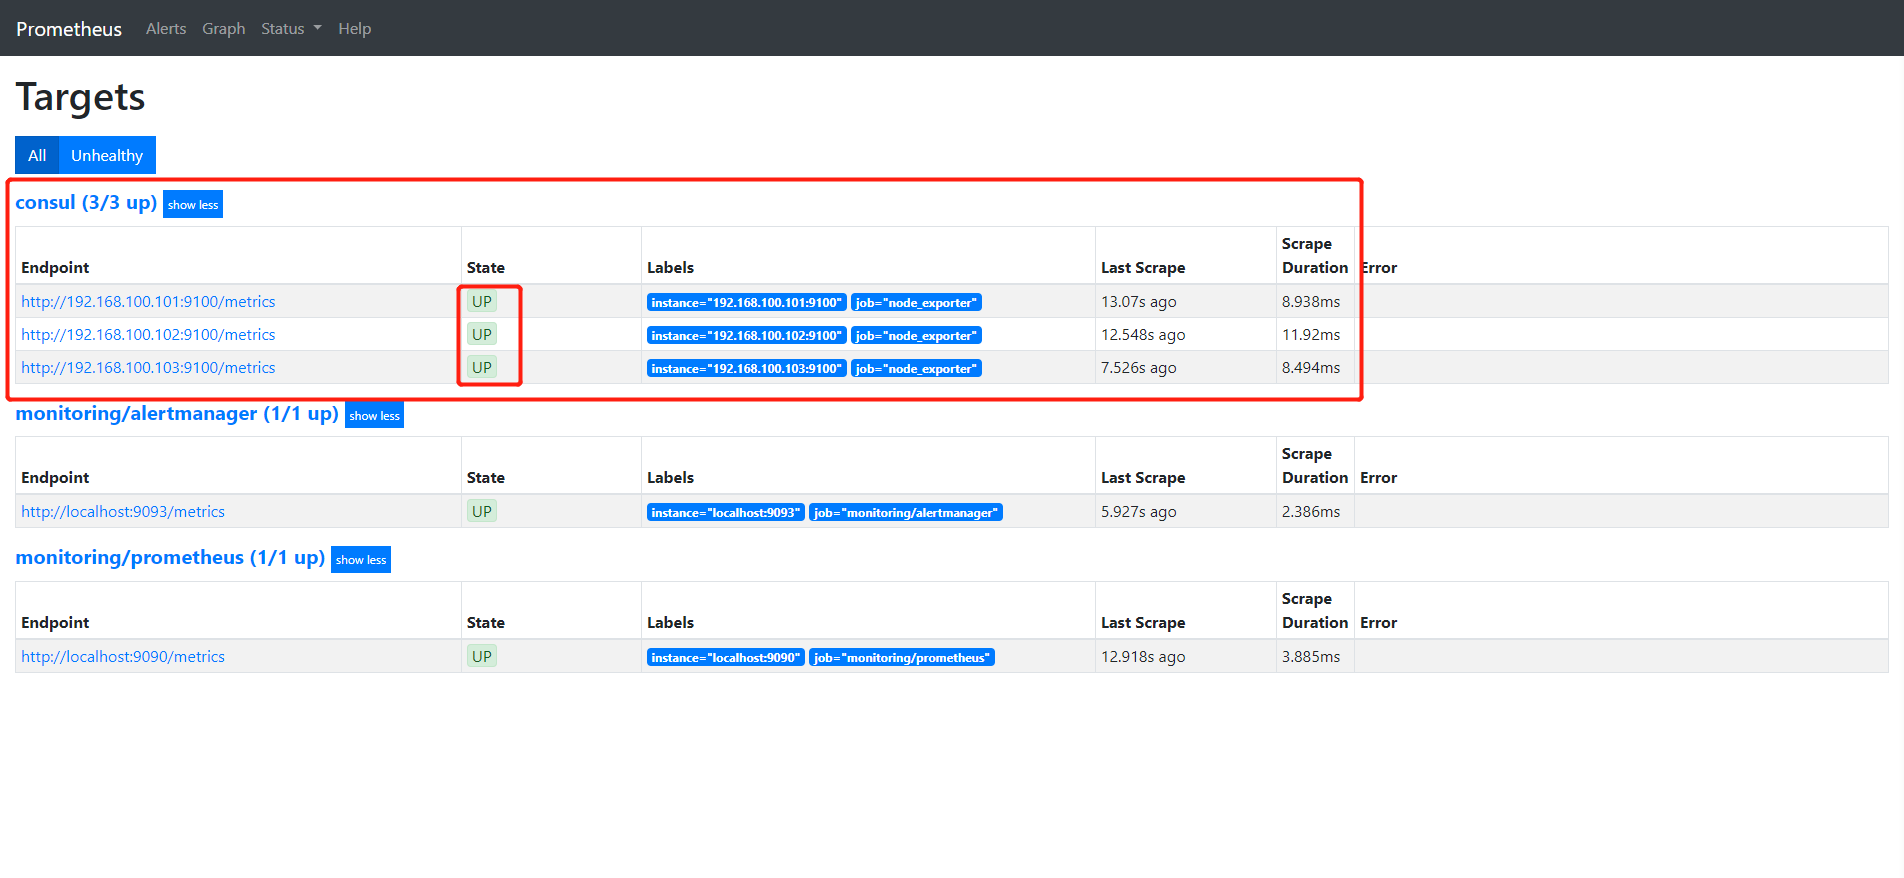 Prometheus Alerts Graph Status Help
Targets
All Unhealthy
consul (3/3 up) show less
Endpoint State Labels Last Scrape Scrape Duration Error
http://192.168.100.101:9100/metrics UP instance="192.168.100.101:9100" job="node_exporter" 13.07s ago 8.938ms
http://192.168.100.102:9100/metrics UP instance="192.168.100.102:9100" job="node_exporter" 12.548s ago 11.92ms
http://192.168.100.103:9100/metrics UP instance="192.168.100.103:9100" job="node_exporter" 7.526s ago 8.494ms
monitoring/alertmanager (1/1 up) show less
Endpoint State Labels Last Scrape Scrape Duration Error
http://localhost:9093/metrics UP instance="localhost:9093" job="monitoring/alertmanager" 5.927s ago 2.386ms
monitoring/prometheus (1/1 up) show less
Endpoint State Labels Last Scrape Scrape Duration Error
http://localhost:9090/metrics UP instance="localhost:9090" job="monitoring/prometheus" 12.918s ago 3.885ms